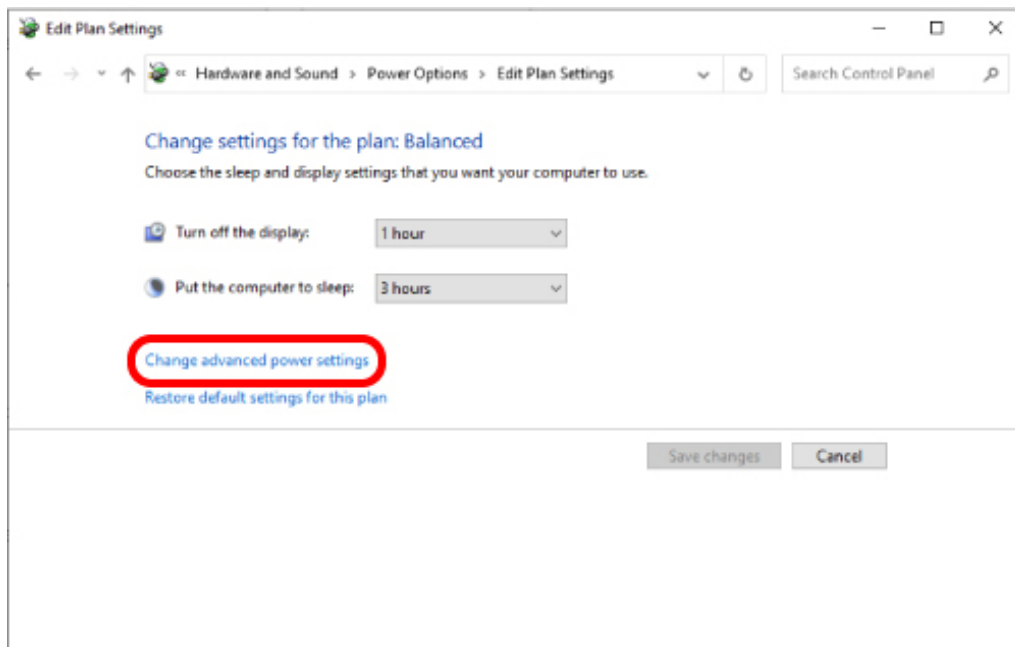 Edit Plan Settings
« Hardware and Sound > Power Options > Edit Plan Settings
Search Control Panel
Change settings for the plan: Balanced
Choose the sleep and display settings that you want your computer to use.
Turn off the display: 1 hour
Put the computer to sleep: 3 hours
Change advanced power settings
Restore default settings for this plan
Save changes Cancel